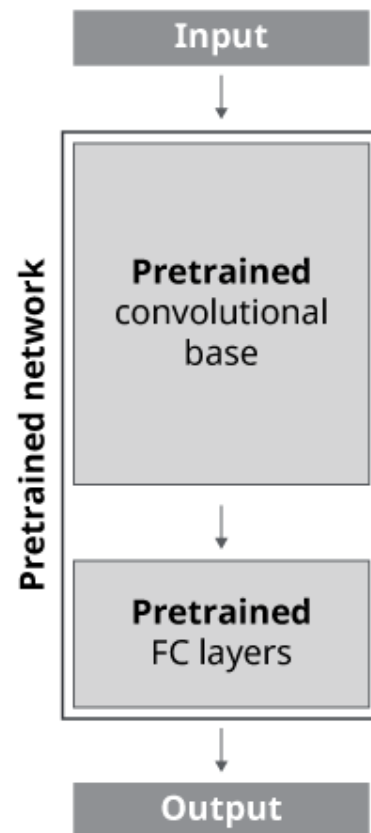 Input
Pretrained network
Pretrained
convolutional
base
Pretrained
FC layers
Output